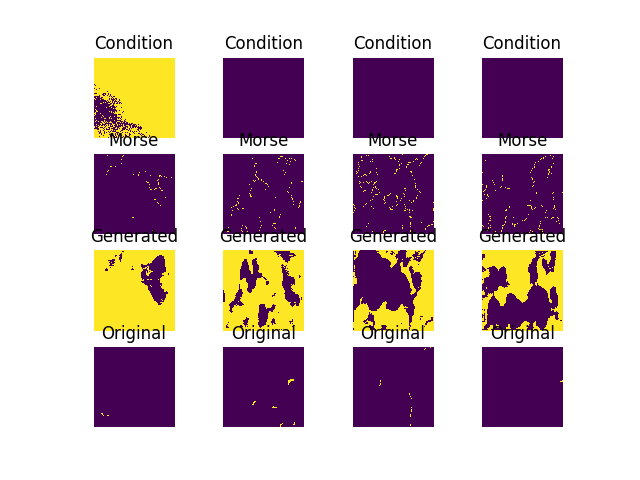 Condition Condition Condition Condition
Morse Morse Morse Morse
Generated Generated Generated Generated
Original Original Original Original